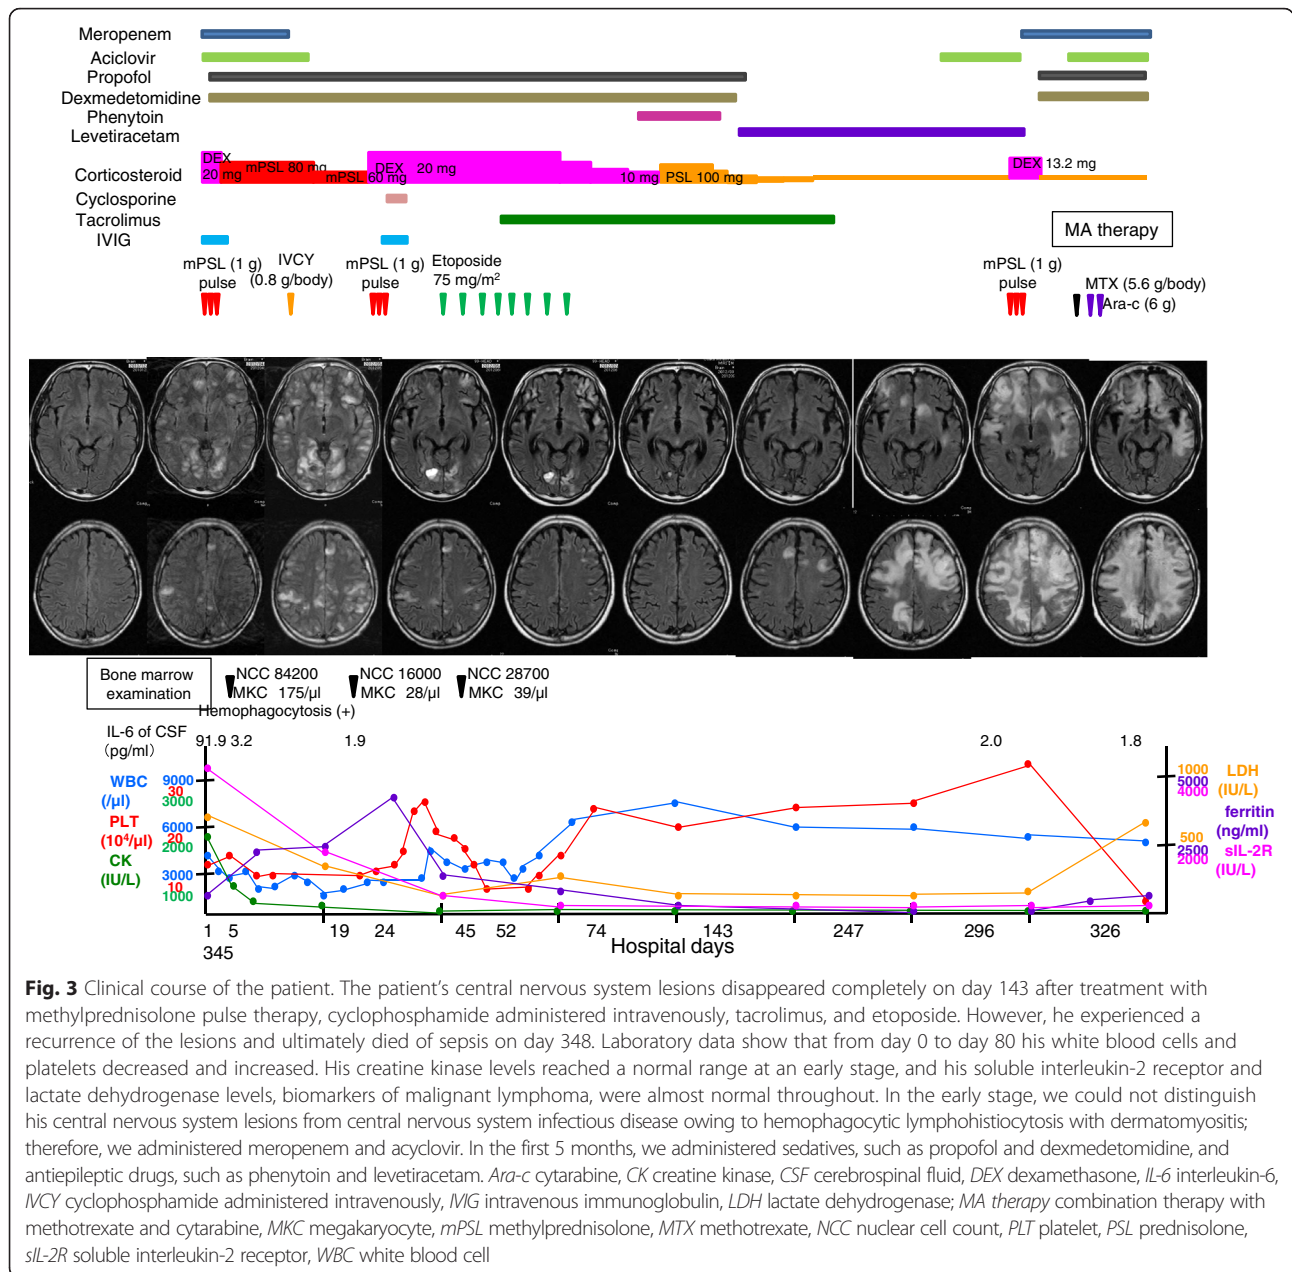 Meropenem
Aciclovir
Propofol
Dexmedetomidine
Phenytoin
Levetiracetam
Corticosteroid
DEX
20 mg
mPSL 80 mg
mPSL 60 mg
DEX 20 mg
10 mg
PSL 100 mg
DEX 13.2 mg
Cyclosporine
Tacrolimus
IVIG
MA therapy
mPSL (1 g)
pulse
IVCY
(0.8 g/body)
mPSL (1 g)
pulse
Etoposide
75 mg/m²
mPSL (1 g)
pulse
MTX (5.6 g/body)
Ara-c (6 g)
Bone marrow
examination
NCC 84200
MKC 175/µl
Hemophagocytosis (+)
NCC 16000
MKC 28/µl
NCC 28700
MKC 39/µl
IL-6 of CSF
(pg/ml)
91.9 3.2 1.9 2.0 1.8
WBC
(/µl)
PLT
(10⁴/µl)
CK
(IU/L)
9000
30
3000
6000
20
2000
3000
10
1000
1000
5000
4000
500
2500
2000
LDH
(IU/L)
ferritin
(ng/ml)
sIL-2R
(IU/L)
1 5 19 24 45 52 74 143 247 296 326
345
Hospital days
Fig. 3 Clinical course of the patient. The patient's central nervous system lesions disappeared completely on day 143 after treatment with
methylprednisolone pulse therapy, cyclophosphamide administered intravenously, tacrolimus, and etoposide. However, he experienced a
recurrence of the lesions and ultimately died of sepsis on day 348. Laboratory data show that from day 0 to day 80 his white blood cells and
platelets decreased and increased. His creatine kinase levels reached a normal range at an early stage, and his soluble interleukin-2 receptor and
lactate dehydrogenase levels, biomarkers of malignant lymphoma, were almost normal throughout. In the early stage, we could not distinguish
his central nervous system lesions from central nervous system infectious disease owing to hemophagocytic lymphohistiocytosis with dermatomyositis;
therefore, we administered meropenem and acyclovir. In the first 5 months, we administered sedatives, such as propofol and dexmedetomidine, and
antiepileptic drugs, such as phenytoin and levetiracetam. Ara-c cytarabine, CK creatine kinase, CSF cerebrospinal fluid, DEX dexamethasone, IL-6 interleukin-6,
IVCY cyclophosphamide administered intravenously, IVIG intravenous immunoglobulin, LDH lactate dehydrogenase; MA therapy combination therapy with
methotrexate and cytarabine, MKC megakaryocyte, mPSL methylprednisolone, MTX methotrexate, NCC nuclear cell count, PLT platelet, PSL prednisolone,
sIL-2R soluble interleukin-2 receptor, WBC white blood cell